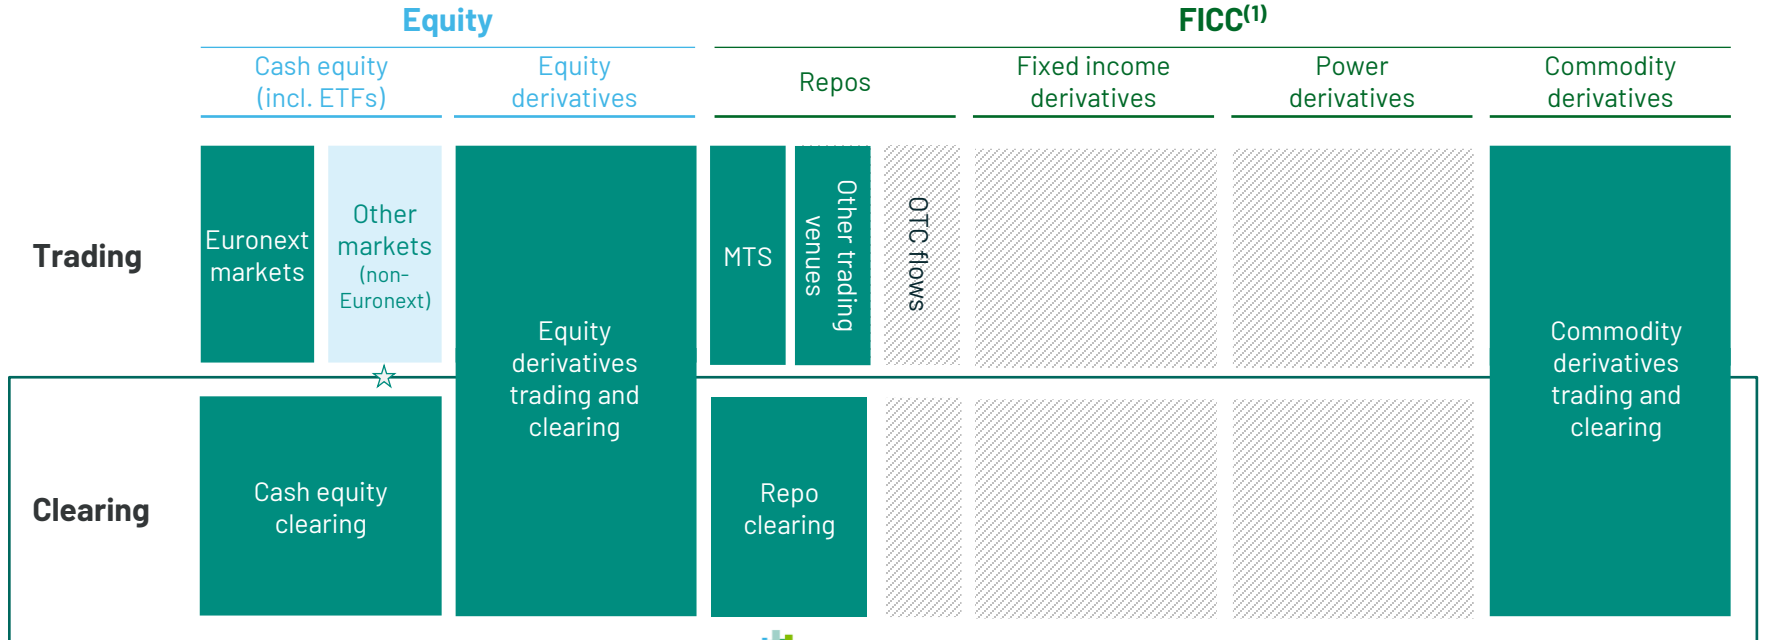 Equity
FICC(1)
Cash equity
(incl. ETFs)
Equity
derivatives
Repos
Fixed income
derivatives
Power
derivatives
Commodity
derivatives
Trading
Euronext
markets
Other
markets
(non-
Euronext)
Equity
derivatives
trading and
clearing
MTS
Other trading
venues
OTC flows
Commodity
derivatives
trading and
clearing
Clearing
Cash equity
clearing
Repo
clearing